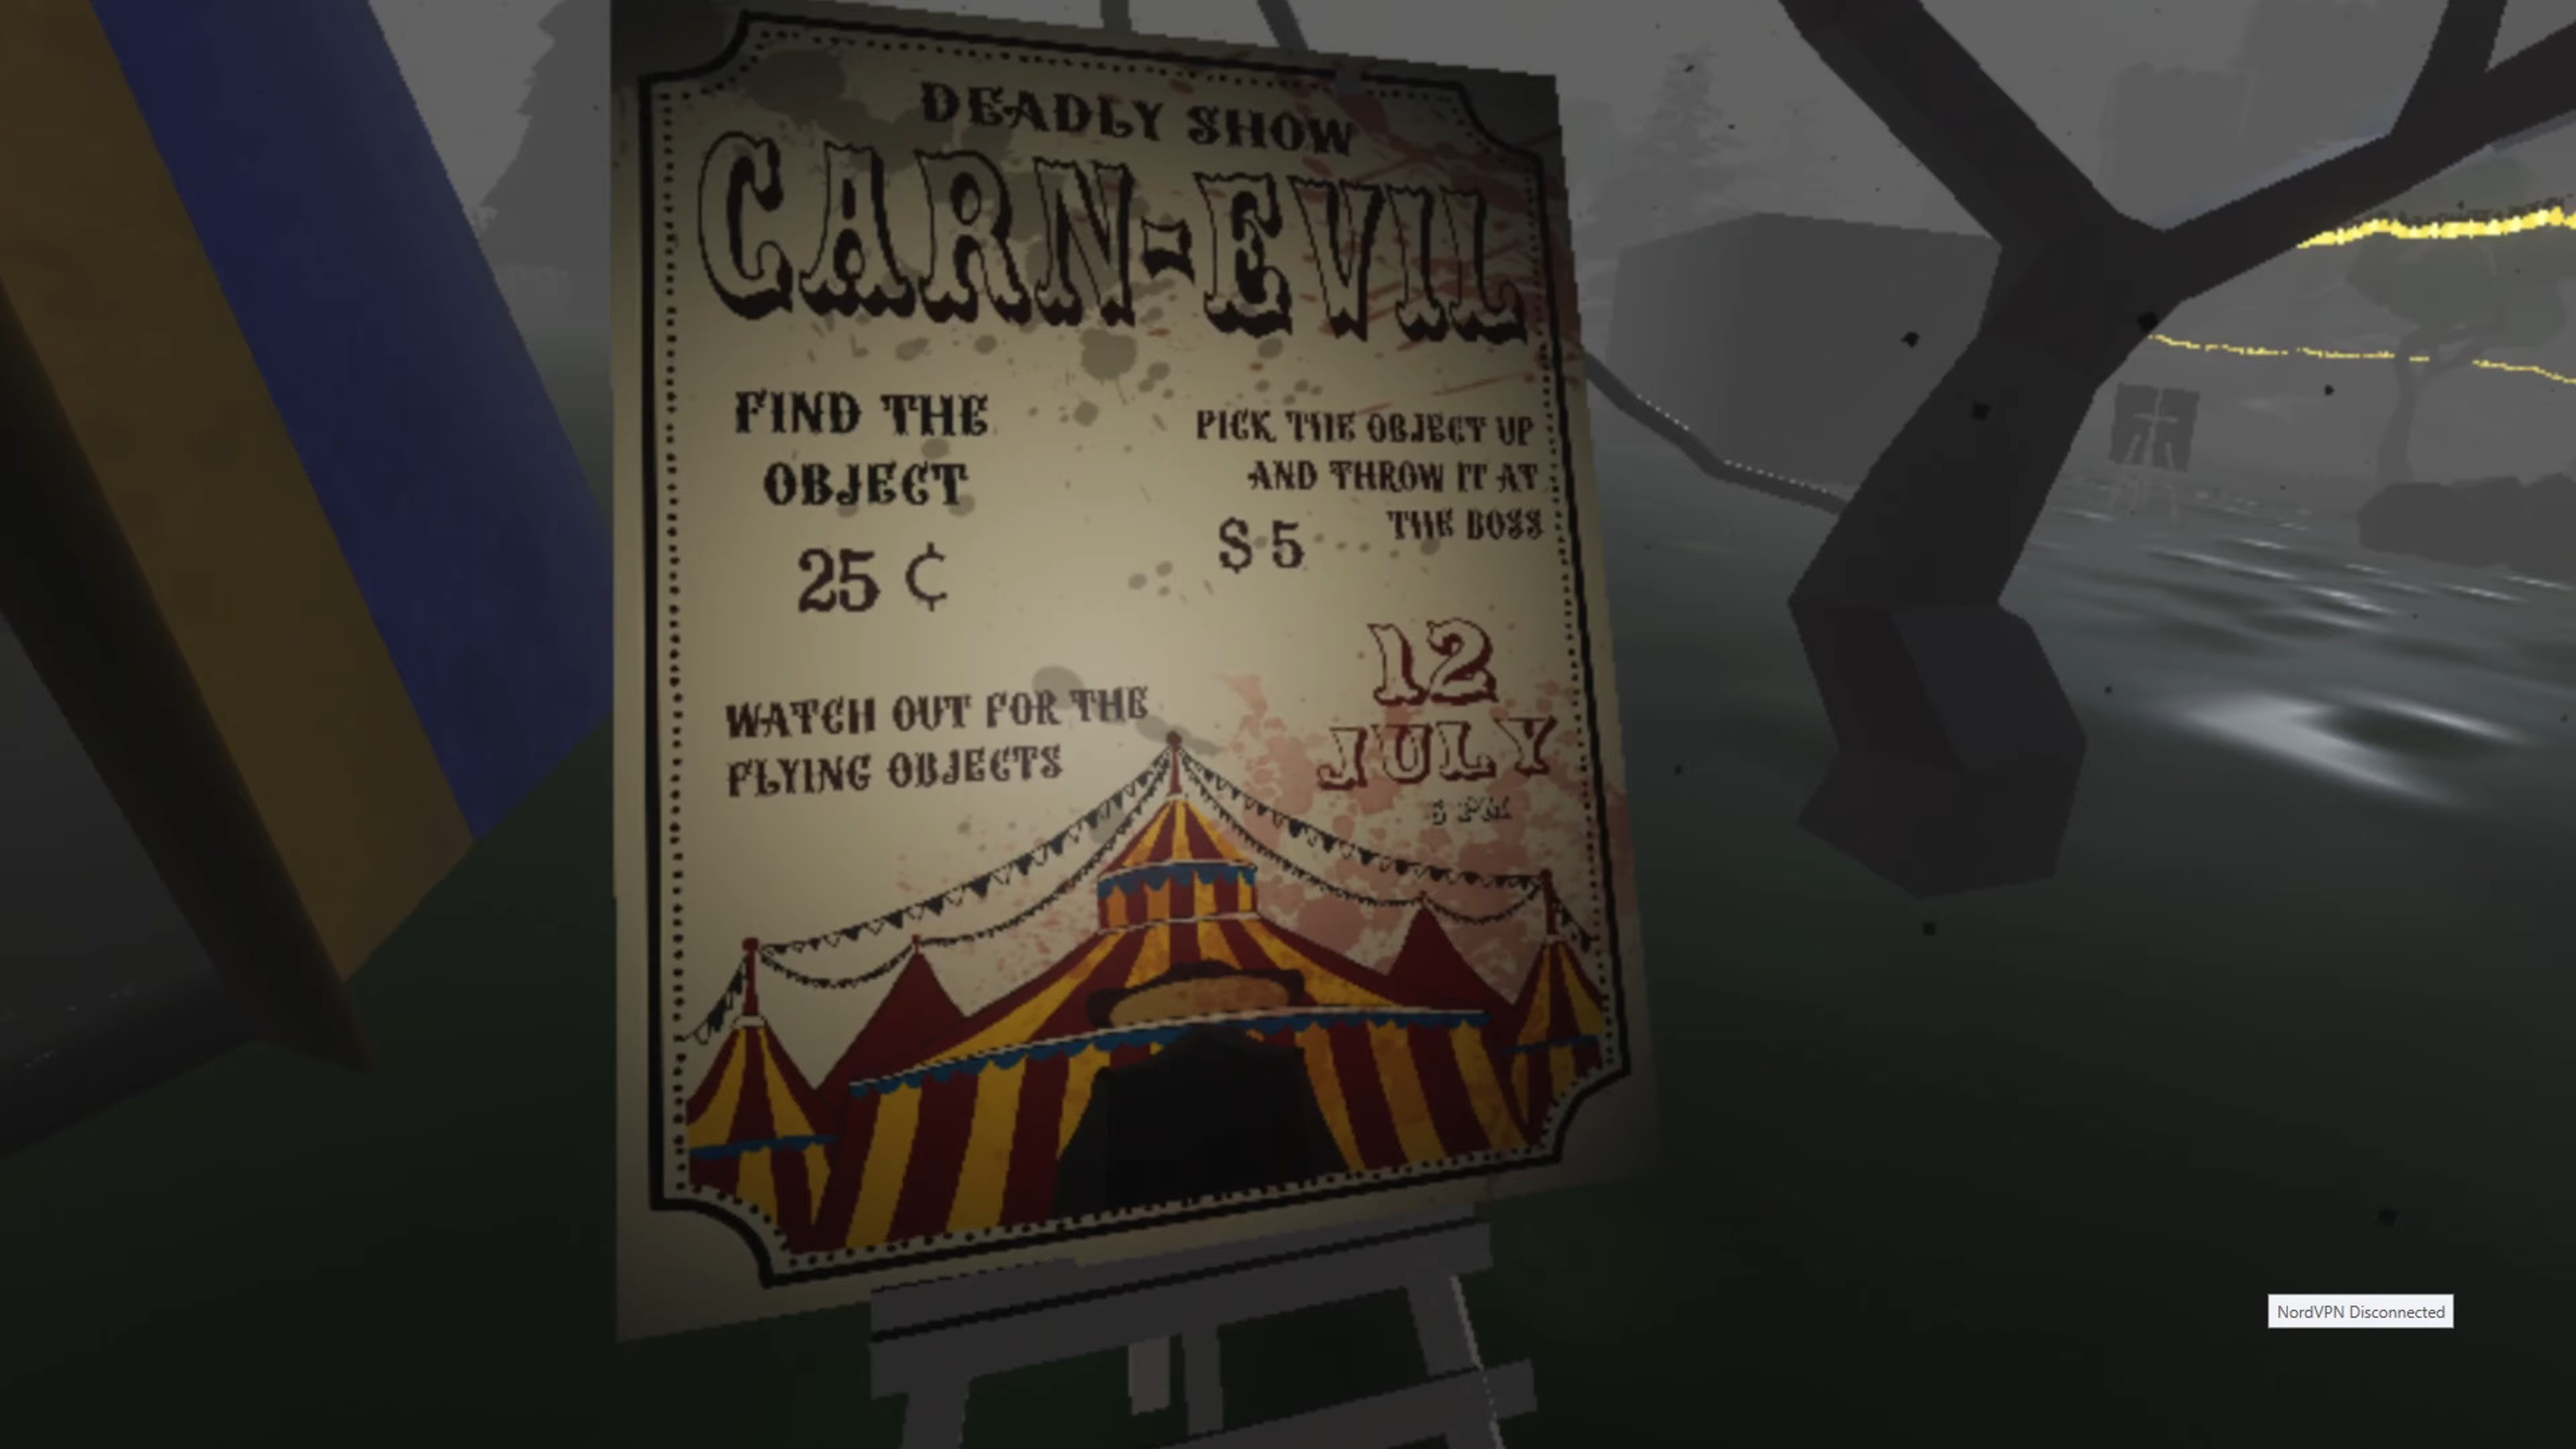 DEADLY SHOW
CARN-EVIL
FIND THE
OBJECT
25 ¢
PICK THE OBJECT UP
AND THROW IT AT
THE BOSS
$ 5
WATCH OUT FOR THE
FLYING OBJECTS
12
JULY
PM
NordVPN Disconnected